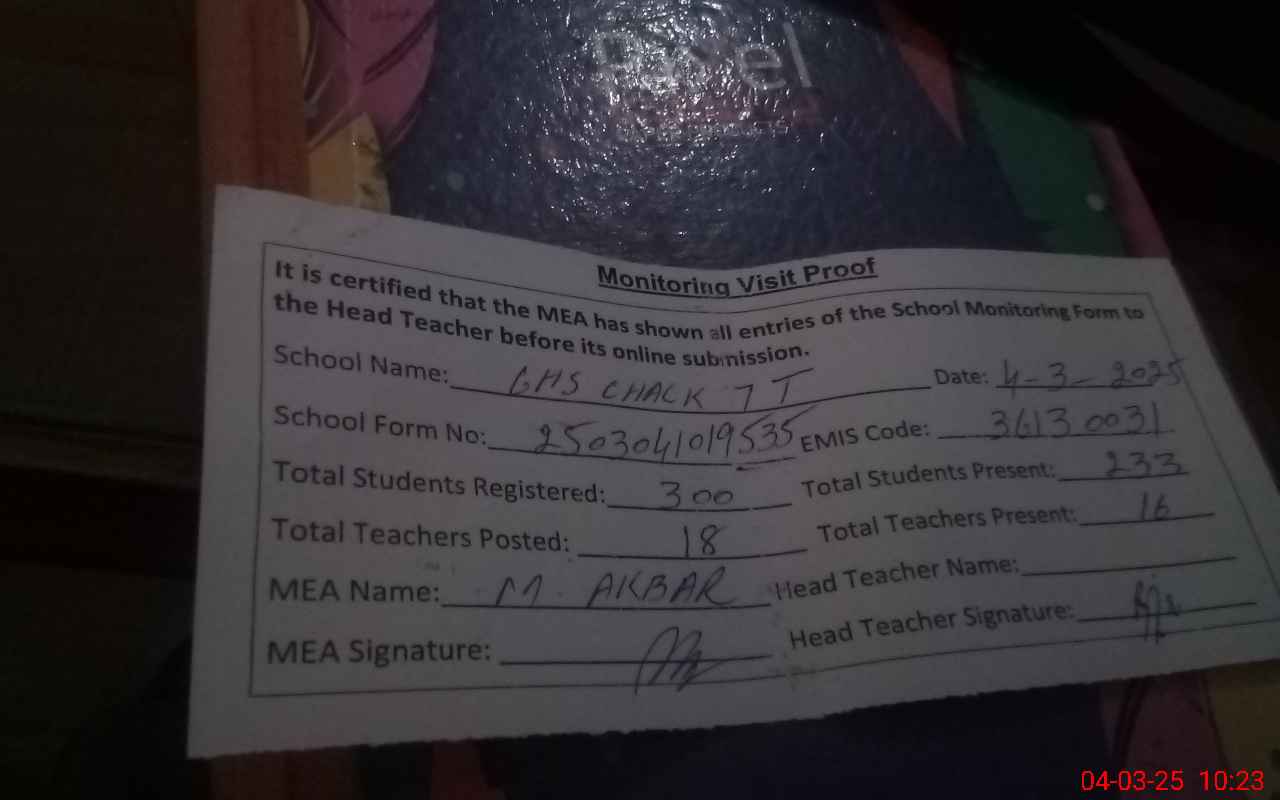 Monitoring Visit Proof
It is certified that the MEA has shown all entries of the School Monitoring Form to
the Head Teacher before its online submission.
School Name: GHS CHACK 7 T Date: 4-3-2025
School Form No: 2503041019535 EMIS Code: 36130031
Total Students Registered: 300 Total Students Present: 233
Total Teachers Posted: 18 Total Teachers Present: 16
MEA Name: M. AKBAR Head Teacher Name:
MEA Signature: Head Teacher Signature:
04-03-25 10:23